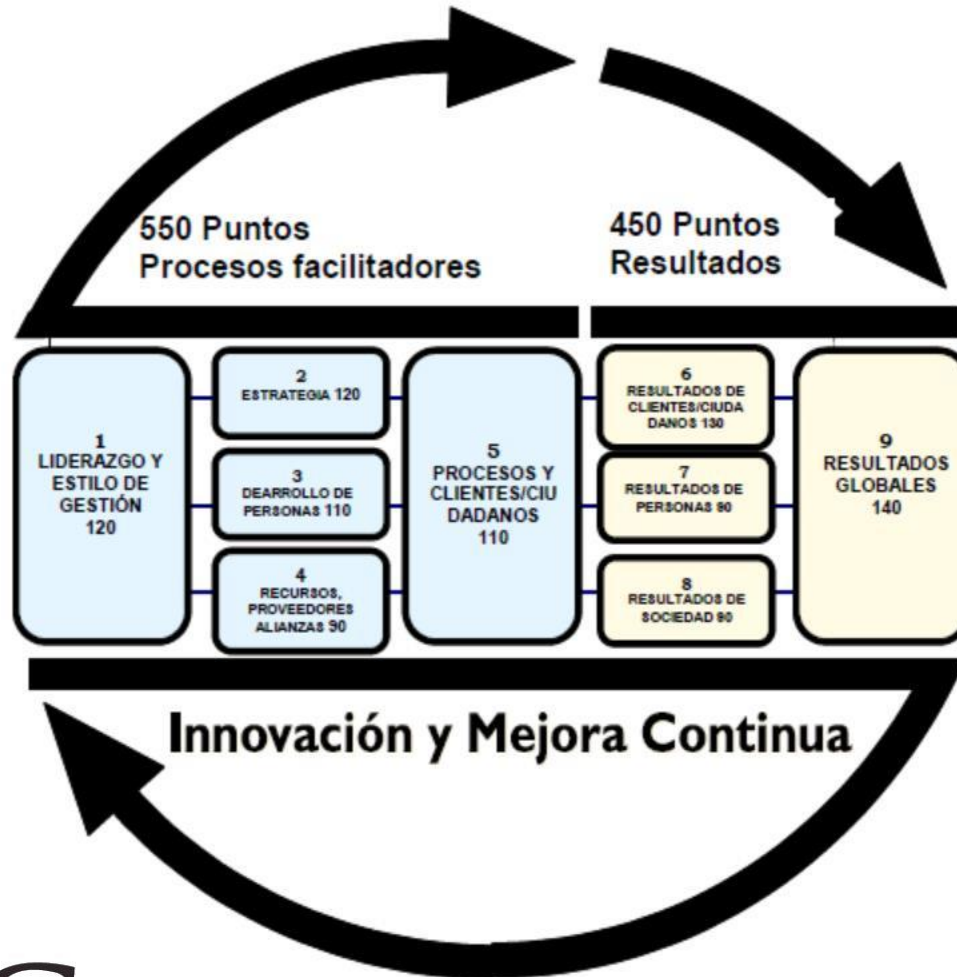 550 Puntos
Procesos facilitadores
450 Puntos
Resultados
1
LIDERAZGO Y
ESTILO DE
GESTIÓN
120
2
ESTRATEGIA 120
3
DEARROLLO DE
PERSONAS 110
4
RECURSOS,
PROVEEDORES
ALIANZAS 90
5
PROCESOS Y
CLIENTES/CIU
DADANOS
110
6
RESULTADOS DE
CLIENTES/CIUDA
DANOS 130
7
RESULTADOS DE
PERSONAS 90
8
RESULTADOS DE
SOCIEDAD 90
9
RESULTADOS
GLOBALES
140
Innovación y Mejora Continua